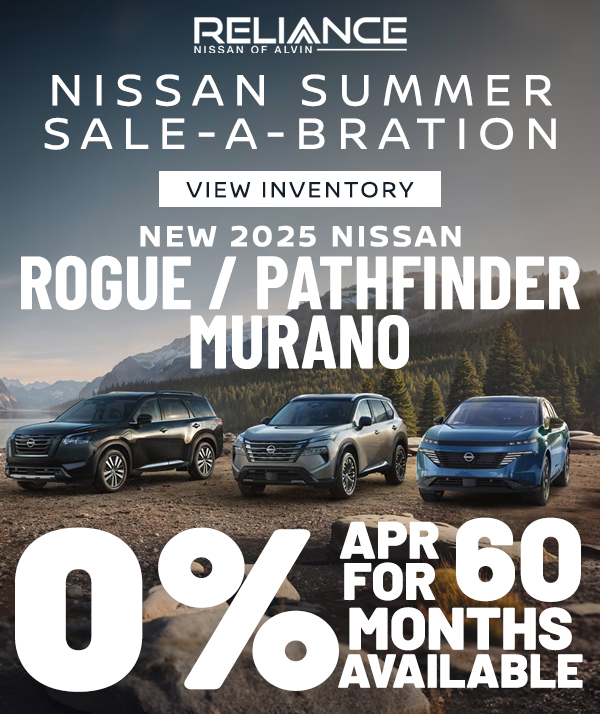 RELIANCE
NISSAN OF ALVIN
NISSAN SUMMER
SALE-A-BRATION
VIEW INVENTORY
NEW 2025 NISSAN
ROGUE / PATHFINDER
MURANO
0% APR FOR 60
MONTHS
AVAILABLE